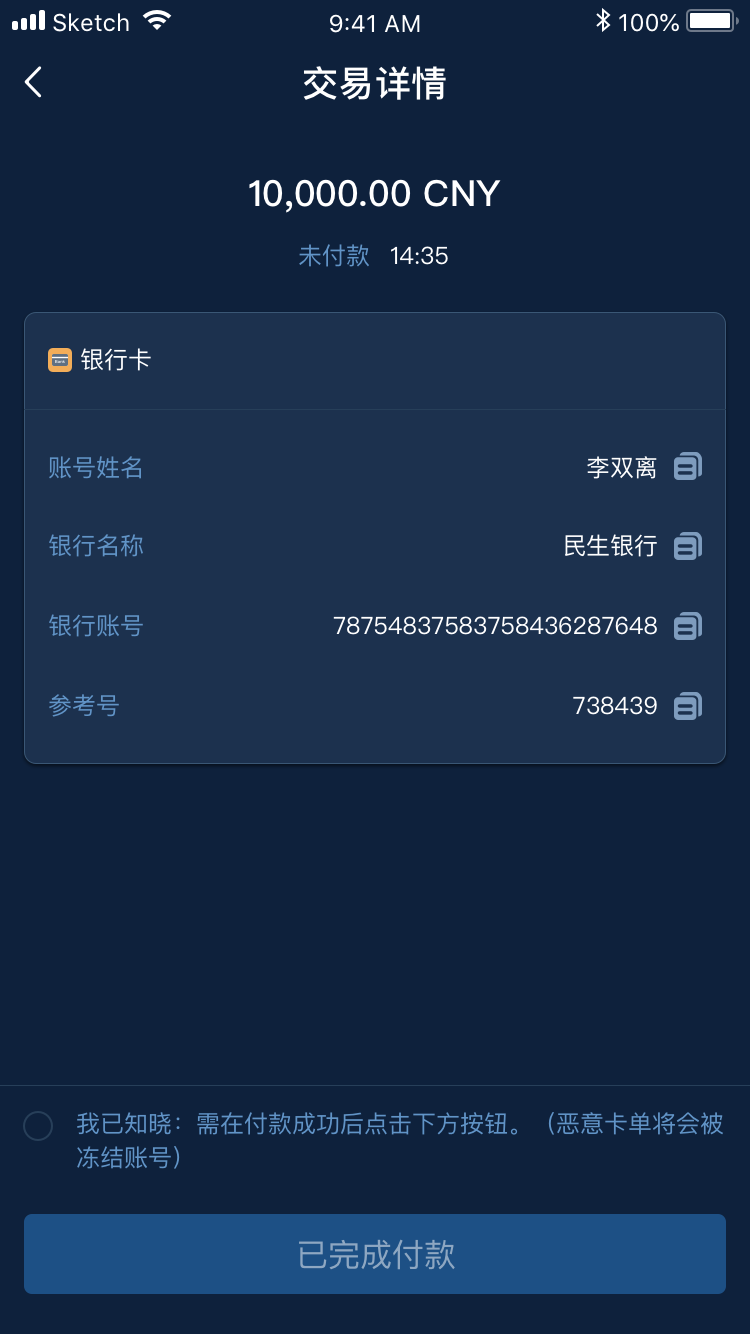 Sketch 9:41 AM 100%
交易详情
10,000.00 CNY
未付款 14:35
银行卡
账号姓名 李双离
银行名称 民生银行
银行账号 78754837583758436287648
参考号 738439
我已知晓：需在付款成功后点击下方按钮。（恶意卡单将会被
冻结账号）
已完成付款